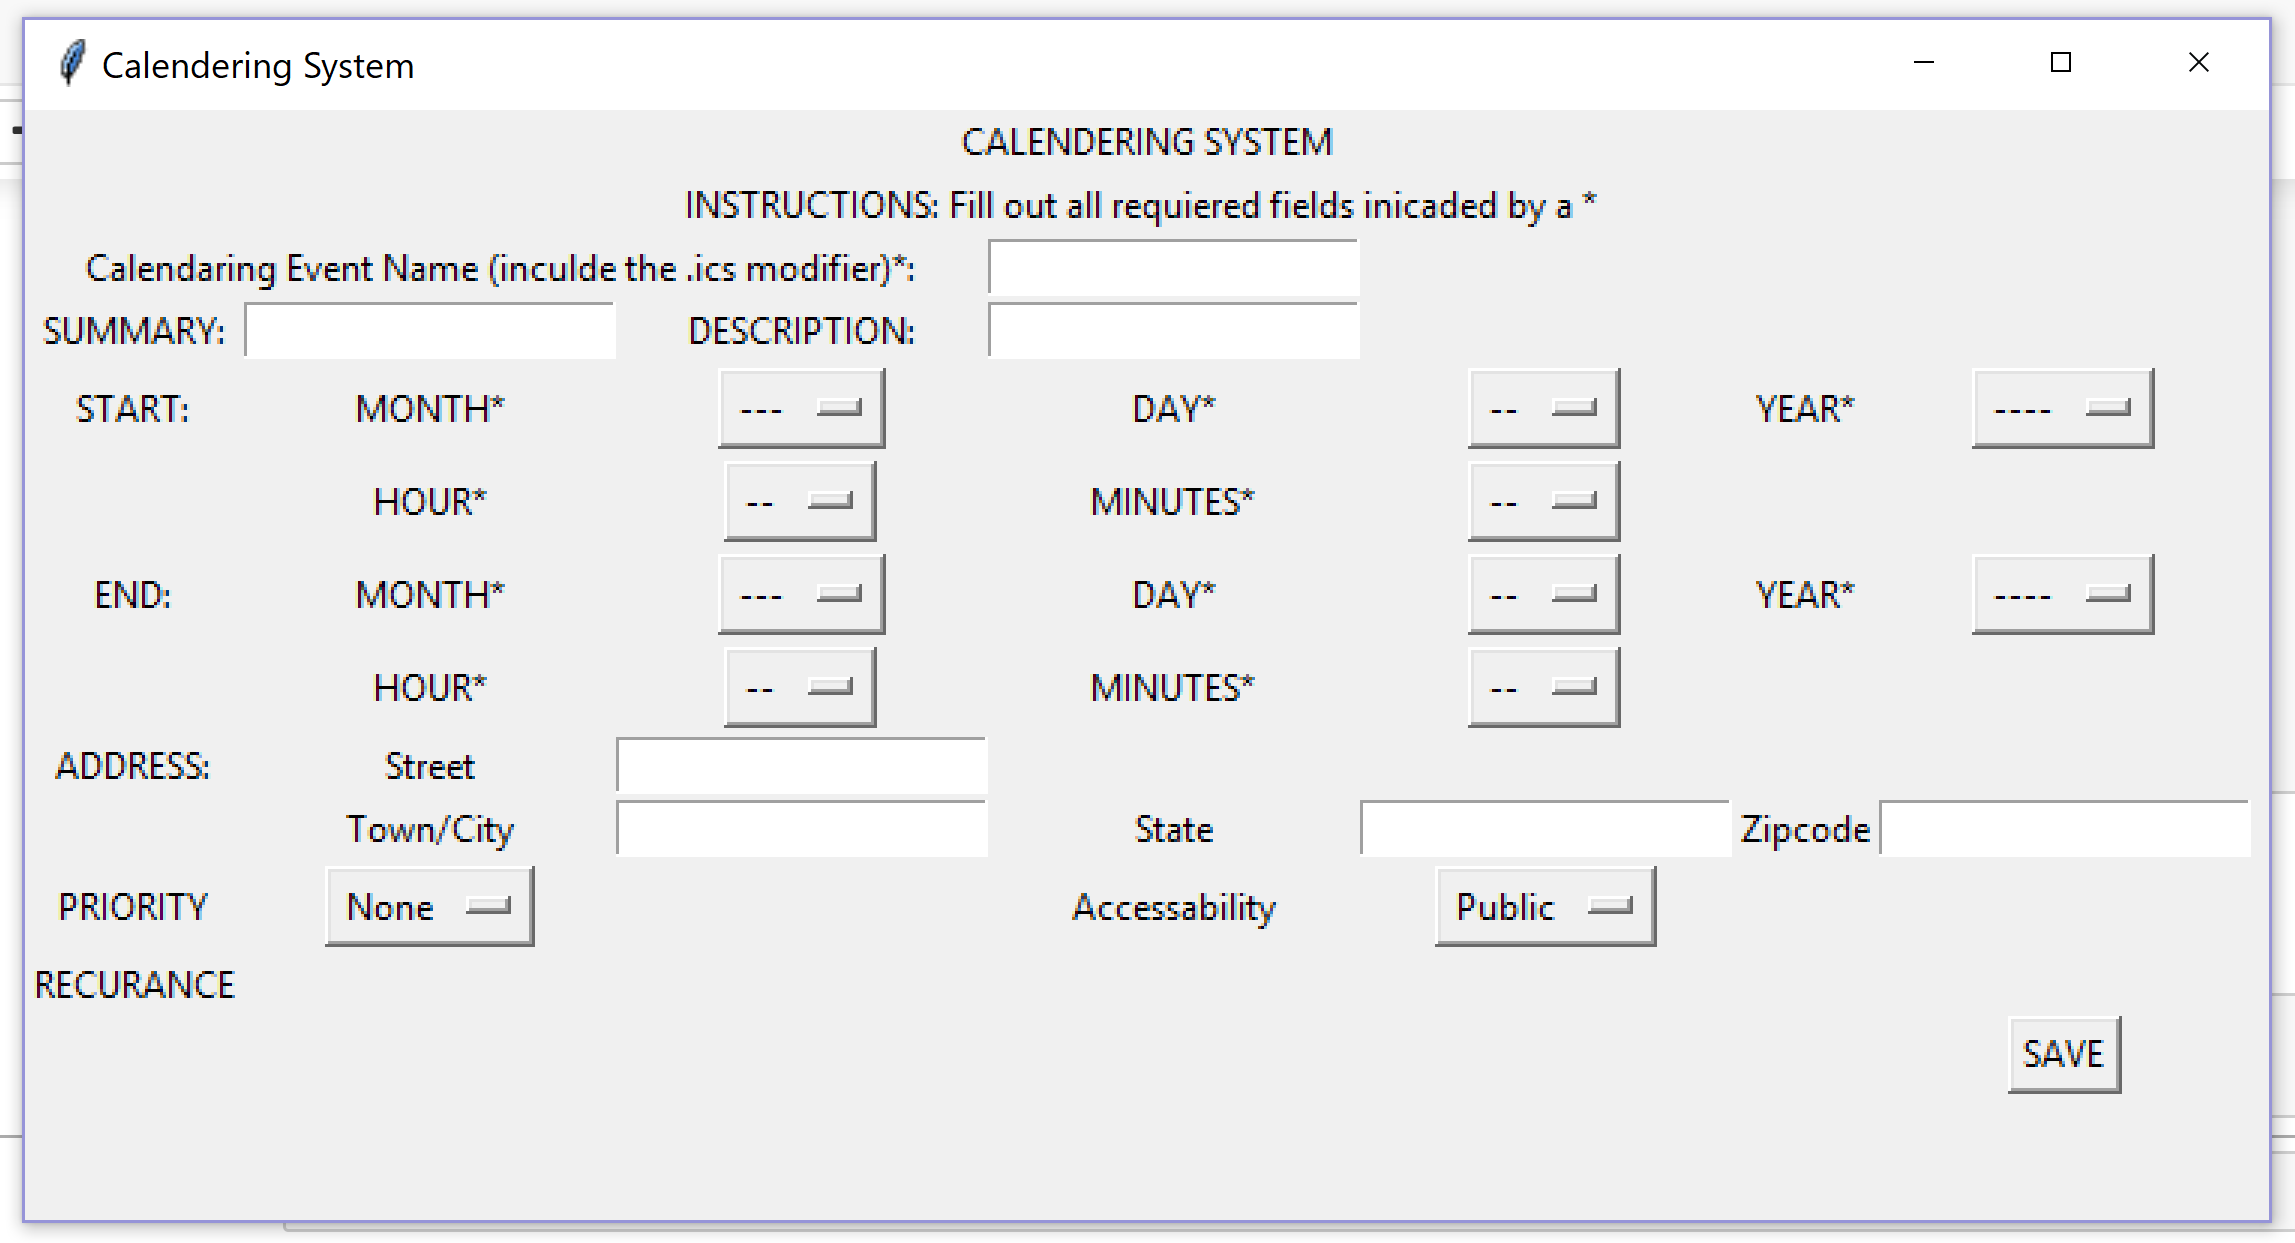 Calendering System
CALENDERING SYSTEM
INSTRUCTIONS: Fill out all requiered fields inicaded by a *
Calendaring Event Name (inculde the .ics modifier)*:
SUMMARY: DESCRIPTION:
START: MONTH* --- DAY* -- YEAR* ----
HOUR* -- MINUTES* --
END: MONTH* --- DAY* -- YEAR* ----
HOUR* -- MINUTES* --
ADDRESS: Street
Town/City State Zipcode
PRIORITY None Accessability Public
RECURANCE
SAVE